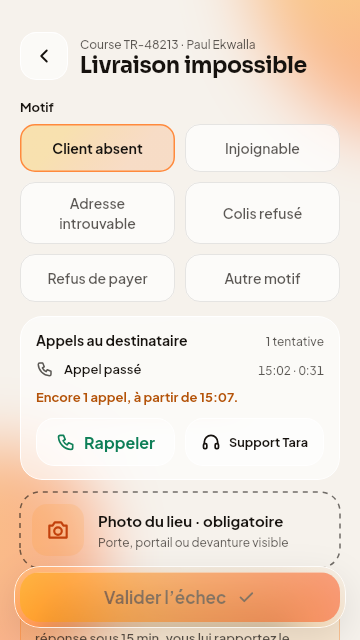 Course TR-48213 · Paul Ekwalla
Livraison impossible
Motif
Client absent
Injoignable
Adresse
introuvable
Colis refusé
Refus de payer
Autre motif
Appels au destinataire
1 tentative
Appel passé
15:02 · 0:31
Encore 1 appel, à partir de 15:07.
Rappeler
Support Tara
Photo du lieu · obligatoire
Porte, portail ou devanture visible
Valider l’échec
réponse sous 15 min, vous lui rapportez le